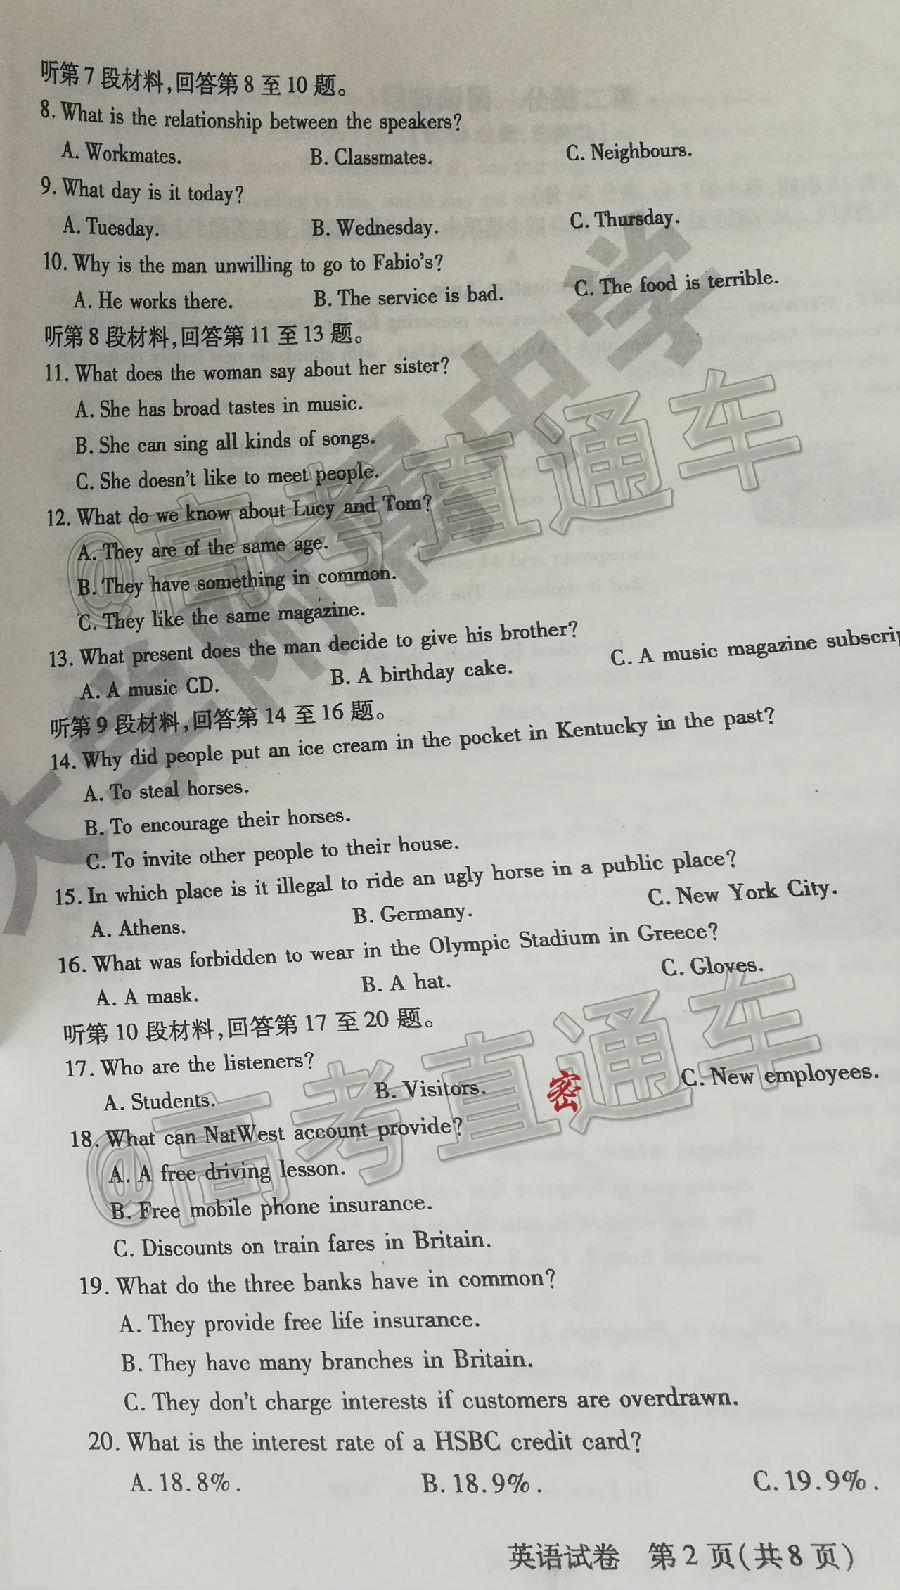 听第7段材料,回答第8至10题。
8. What is the relationship between the speakers?
A. Workmates. B. Classmates. C. Neighbours.
9. What day is it today?
A. Tuesday. B. Wednesday. C. Thursday.
10. Why is the man unwilling to go to Fabio's?
A. He works there. B. The service is bad. C. The food is terrible.
听第8段材料,回答第11至13题。
11. What does the woman say about her sister?
A. She has broad tastes in music.
B. She can sing all kinds of songs.
C. She doesn't like to meet people.
12. What do we know about Lucy and Tom?
A. They are of the same age.
B. They have something in common.
C. They like the same magazine.
13. What present does the man decide to give his brother?
A. A music CD. B. A birthday cake. C. A music magazine subscrip
听第9段材料,回答第14至16题。
14. Why did people put an ice cream in the pocket in Kentucky in the past?
A. To steal horses.
B. To encourage their horses.
C. To invite other people to their house.
15. In which place is it illegal to ride an ugly horse in a public place?
A. Athens. B. Germany. C. New York City.
16. What was forbidden to wear in the Olympic Stadium in Greece?
A. A mask. B. A hat. C. Gloves.
听第10段材料,回答第17至20题。
17. Who are the listeners?
A. Students. B. Visitors. 密 C. New employees.
18. What can NatWest account provide?
A. A free driving lesson.
B. Free mobile phone insurance.
C. Discounts on train fares in Britain.
19. What do the three banks have in common?
A. They provide free life insurance.
B. They have many branches in Britain.
C. They don't charge interests if customers are overdrawn.
20. What is the interest rate of a HSBC credit card?
A. 18.8%. B. 18.9%. C. 19.9%.
英语试卷 第2页(共8页)
@高考直通车
@高考直通车